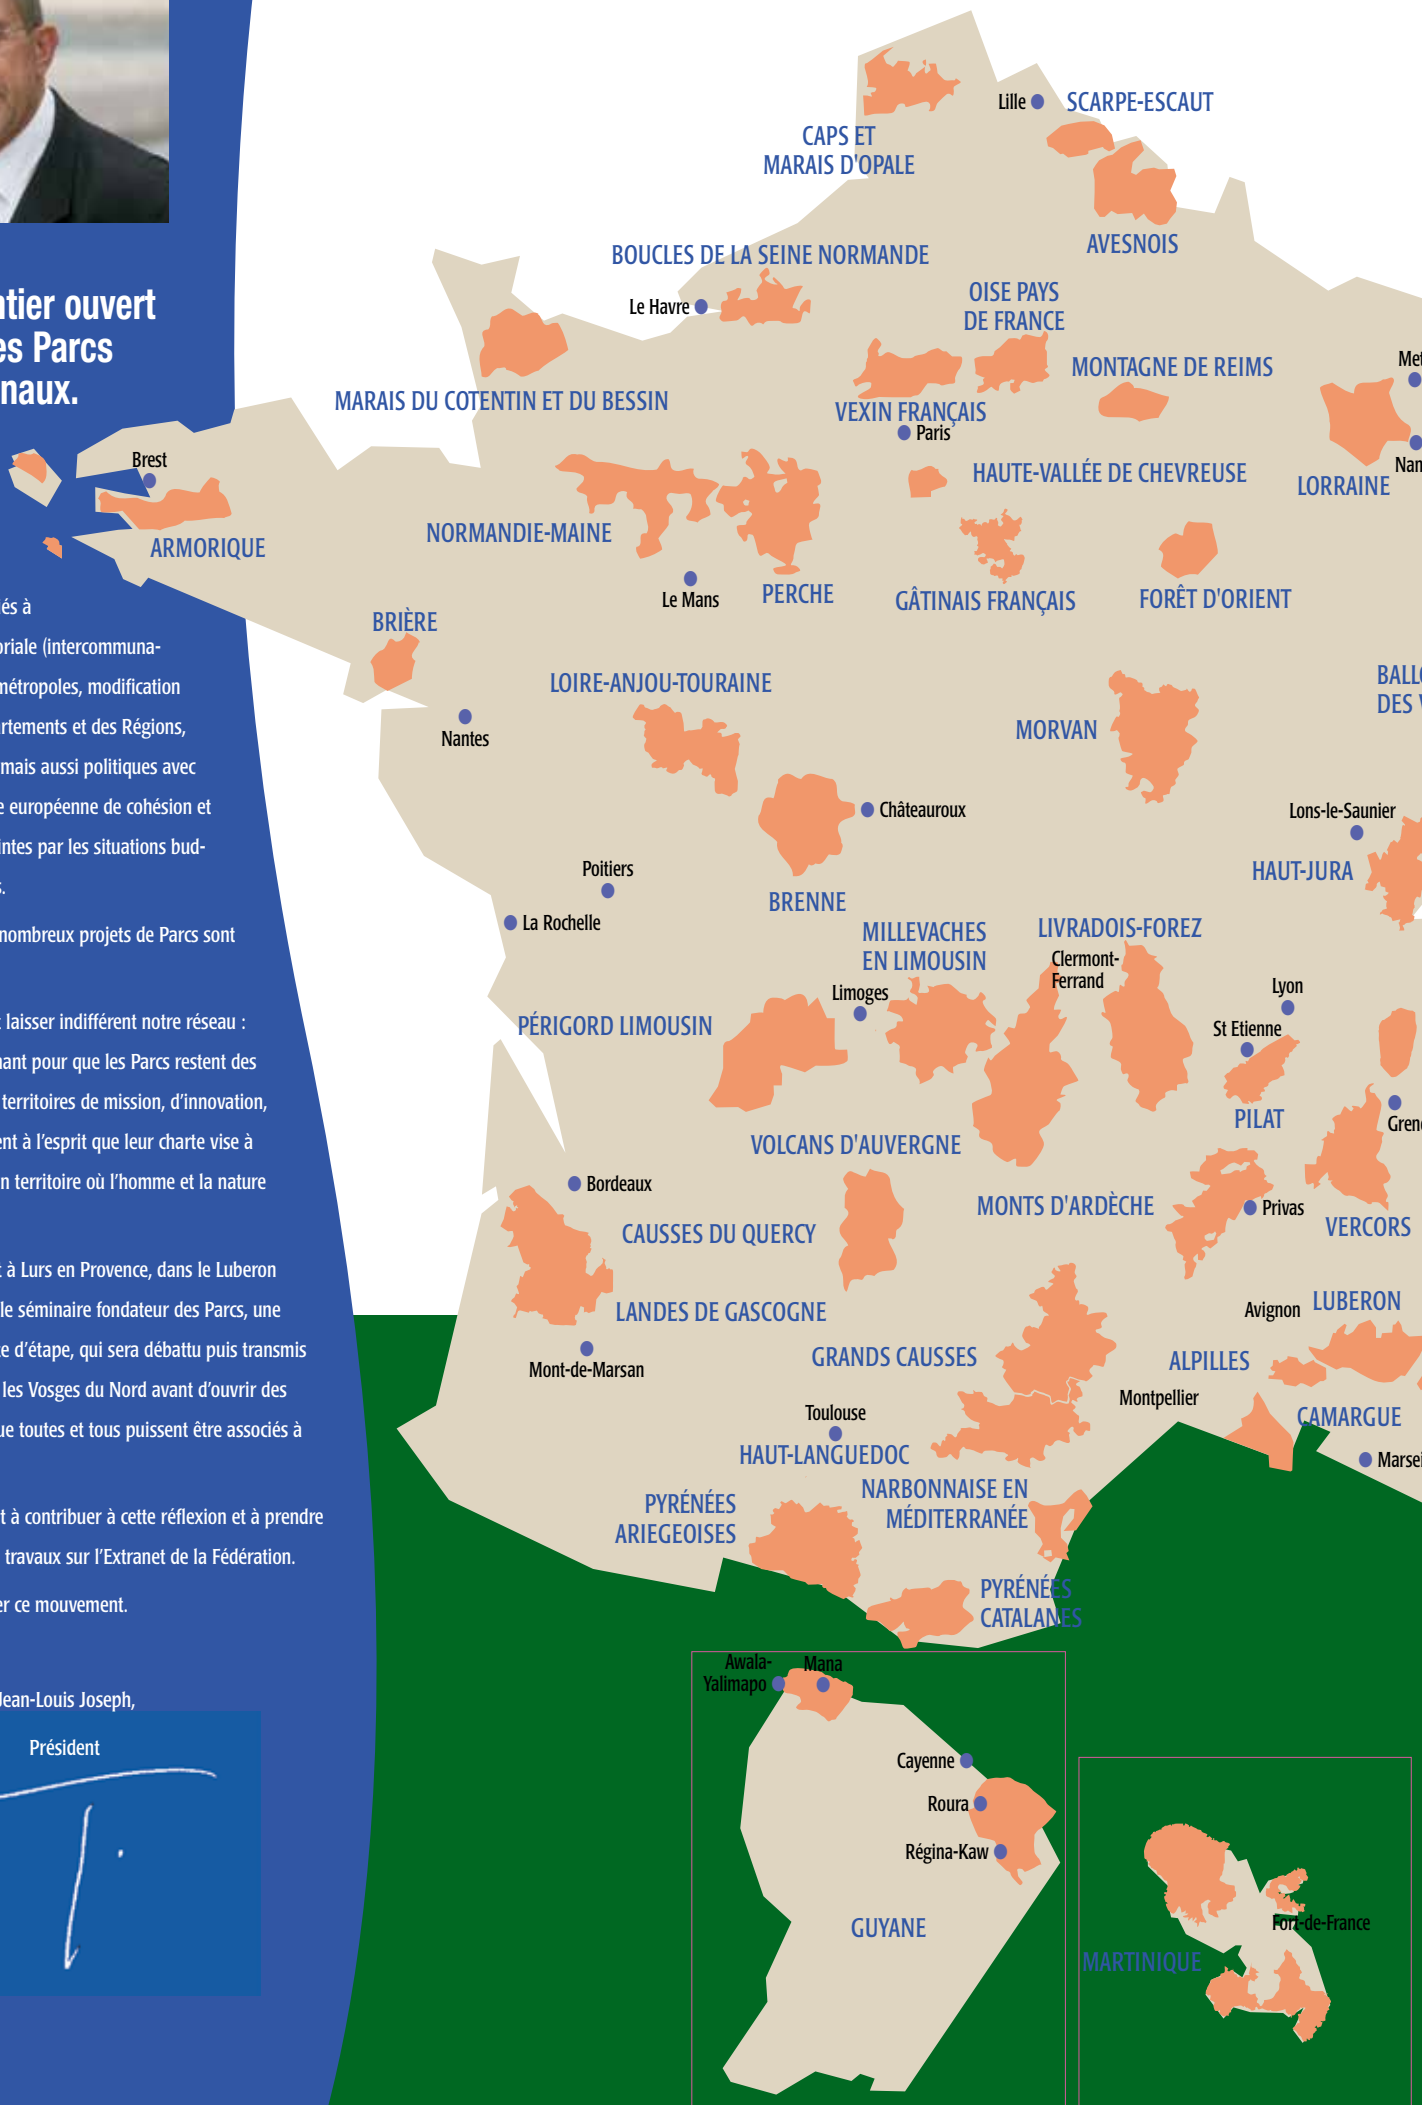 ntier ouvert
es Parcs
naux.
és à
oriale (intercommuna-
métropoles, modification
rtements et des Régions,
mais aussi politiques avec
e européenne de cohésion et
intes par les situations bud-
s.
nombreux projets de Parcs sont
t laisser indifférent notre réseau :
nant pour que les Parcs restent des
territoires de mission, d'innovation,
ent à l'esprit que leur charte vise à
n territoire où l'homme et la nature
t à Lurs en Provence, dans le Luberon
le séminaire fondateur des Parcs, une
e d'étape, qui sera débattu puis transmis
les Vosges du Nord avant d'ouvrir des
ue toutes et tous puissent être associés à
t à contribuer à cette réflexion et à prendre
travaux sur l'Extranet de la Fédération.
er ce mouvement.
Jean-Louis Joseph,
Président
Lille
SCARPE-ESCAUT
CAPS ET
MARAIS D'OPALE
AVESNOIS
BOUCLES DE LA SEINE NORMANDE
Le Havre
OISE PAYS
DE FRANCE
MONTAGNE DE REIMS
Met
MARAIS DU COTENTIN ET DU BESSIN
VEXIN FRANÇAIS
Paris
Brest
HAUTE-VALLÉE DE CHEVREUSE
Nan
LORRAINE
NORMANDIE-MAINE
ARMORIQUE
Le Mans
PERCHE
GÂTINAIS FRANÇAIS
FORÊT D'ORIENT
BRIÈRE
LOIRE-ANJOU-TOURAINE
BALLO
DES V
Nantes
MORVAN
Châteauroux
Lons-le-Saunier
Poitiers
HAUT-JURA
BRENNE
La Rochelle
MILLEVACHES
EN LIMOUSIN
LIVRADOIS-FOREZ
Clermont-
Ferrand
Limoges
Lyon
PÉRIGORD LIMOUSIN
St Etienne
PILAT
Greno
VOLCANS D'AUVERGNE
Bordeaux
MONTS D'ARDÈCHE
Privas
CAUSSES DU QUERCY
VERCORS
LANDES DE GASCOGNE
Avignon
LUBERON
Mont-de-Marsan
GRANDS CAUSSES
ALPILLES
Montpellier
Toulouse
CAMARGUE
HAUT-LANGUEDOC
Marsei
PYRÉNÉES
ARIEGEOISES
NARBONNAISE EN
MÉDITERRANÉE
PYRÉNÉES
CATALANES
Awala-
Yalimapo
Mana
Cayenne
Roura
Régina-Kaw
GUYANE
Fort-de-France
MARTINIQUE